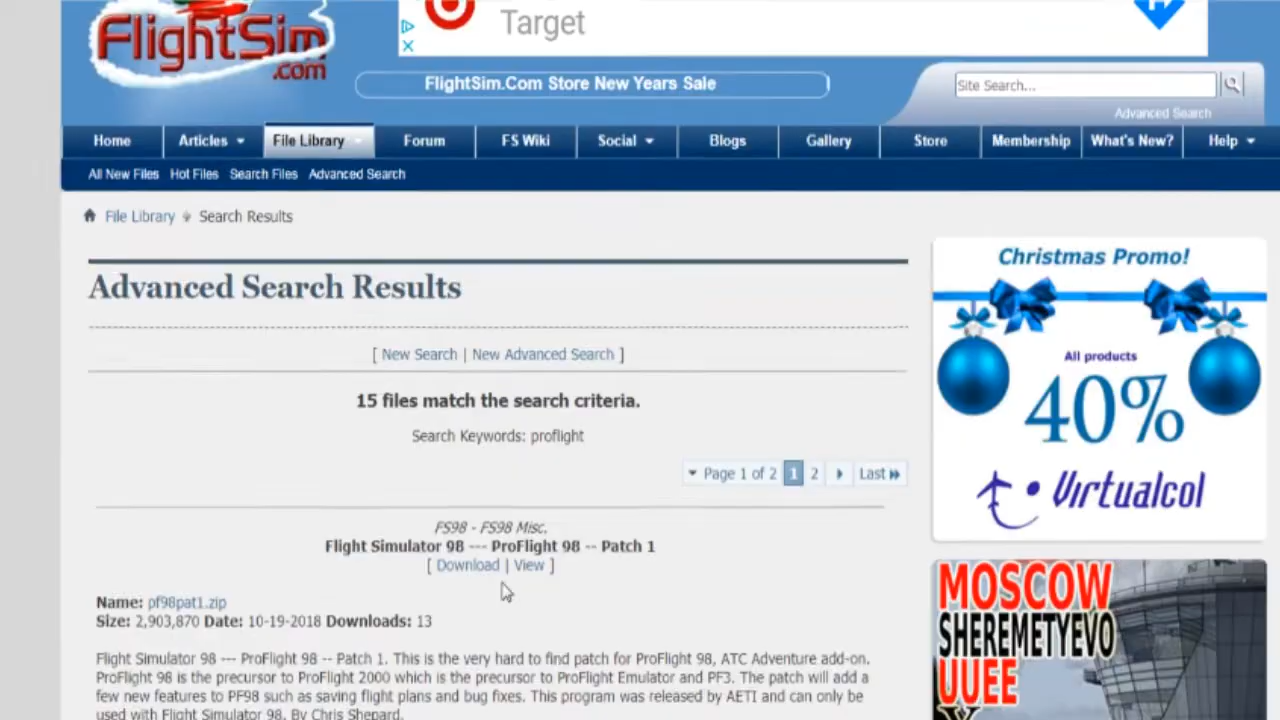 FlightSim
.com
Target
FlightSim.Com Store New Years Sale
Site Search...
Advanced Search
Home
Articles
File Library
Forum
FS Wiki
Social
Blogs
Gallery
Store
Membership
What's New?
Help
All New Files
Hot Files
Search Files
Advanced Search
File Library
Search Results
Advanced Search Results
[ New Search | New Advanced Search ]
15 files match the search criteria.
Search Keywords: proflight
Page 1 of 2
1
2
Last
FS98 - FS98 Misc.
Flight Simulator 98 --- ProFlight 98 -- Patch 1
[ Download | View ]
Name: pf98pat1.zip
Size: 2,903,870 Date: 10-19-2018 Downloads: 13
Flight Simulator 98 --- ProFlight 98 -- Patch 1. This is the very hard to find patch for ProFlight 98, ATC Adventure add-on.
ProFlight 98 is the precursor to ProFlight 2000 which is the precursor to ProFlight Emulator and PF3. The patch will add a
few new features to PF98 such as saving flight plans and bug fixes. This program was released by AETI and can only be
used with Flight Simulator 98. By Chris Shepard.
Christmas Promo!
All products
40%
Virtualcol
MOSCOW
SHEREMETYEVO
UUEE